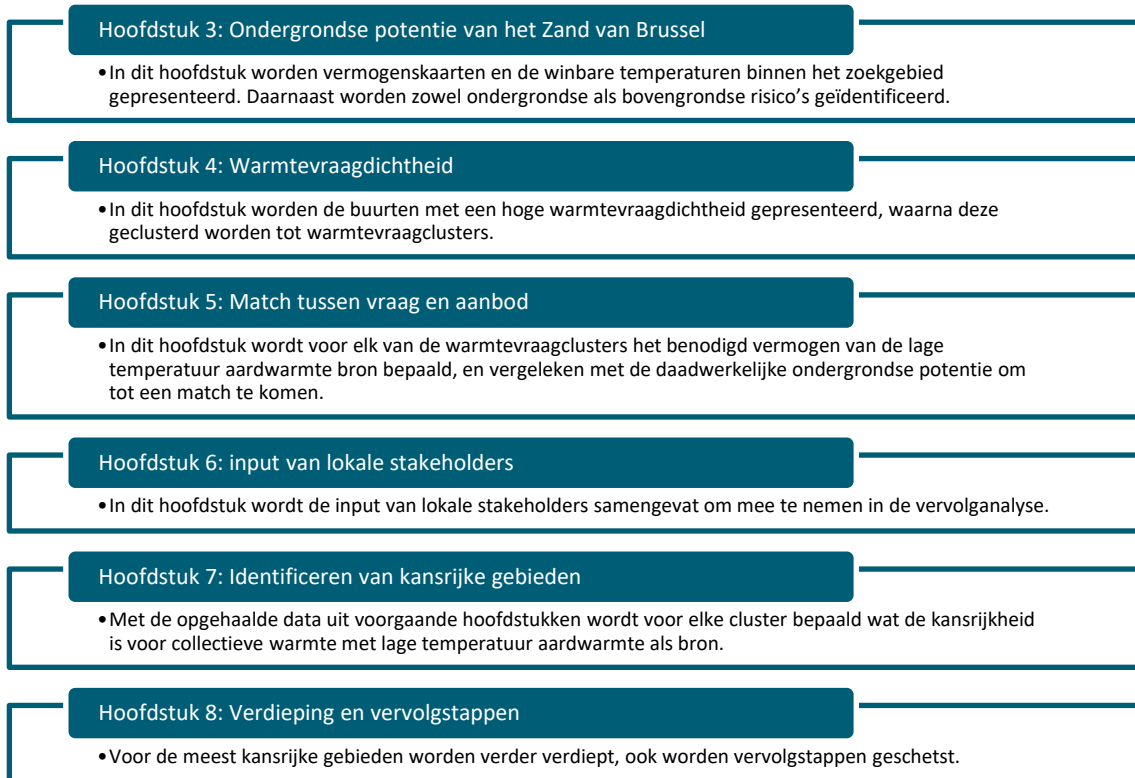 Hoofdstuk 3: Ondergrondse potentie van het Zand van Brussel
•In dit hoofdstuk worden vermogenskaarten en de winbare temperaturen binnen het zoekgebied
gepresenteerd. Daarnaast worden zowel ondergrondse als bovengrondse risico's geïdentificeerd.
Hoofdstuk 4: Warmtevraagdichtheid
•In dit hoofdstuk worden de buurten met een hoge warmtevraagdichtheid gepresenteerd, waarna deze
geclusterd worden tot warmtevraagclusters.
Hoofdstuk 5: Match tussen vraag en aanbod
•In dit hoofdstuk wordt voor elk van de warmtevraagclusters het benodigd vermogen van de lage
temperatuur aardwarmte bron bepaald, en vergeleken met de daadwerkelijke ondergrondse potentie om
tot een match te komen.
Hoofdstuk 6: input van lokale stakeholders
•In dit hoofdstuk wordt de input van lokale stakeholders samengevat om mee te nemen in de vervolganalyse.
Hoofdstuk 7: Identificeren van kansrijke gebieden
•Met de opgehaalde data uit voorgaande hoofdstukken wordt voor elke cluster bepaald wat de kansrijkheid
is voor collectieve warmte met lage temperatuur aardwarmte als bron.
Hoofdstuk 8: Verdieping en vervolgstappen
•Voor de meest kansrijke gebieden worden verder verdiept, ook worden vervolgstappen geschetst.